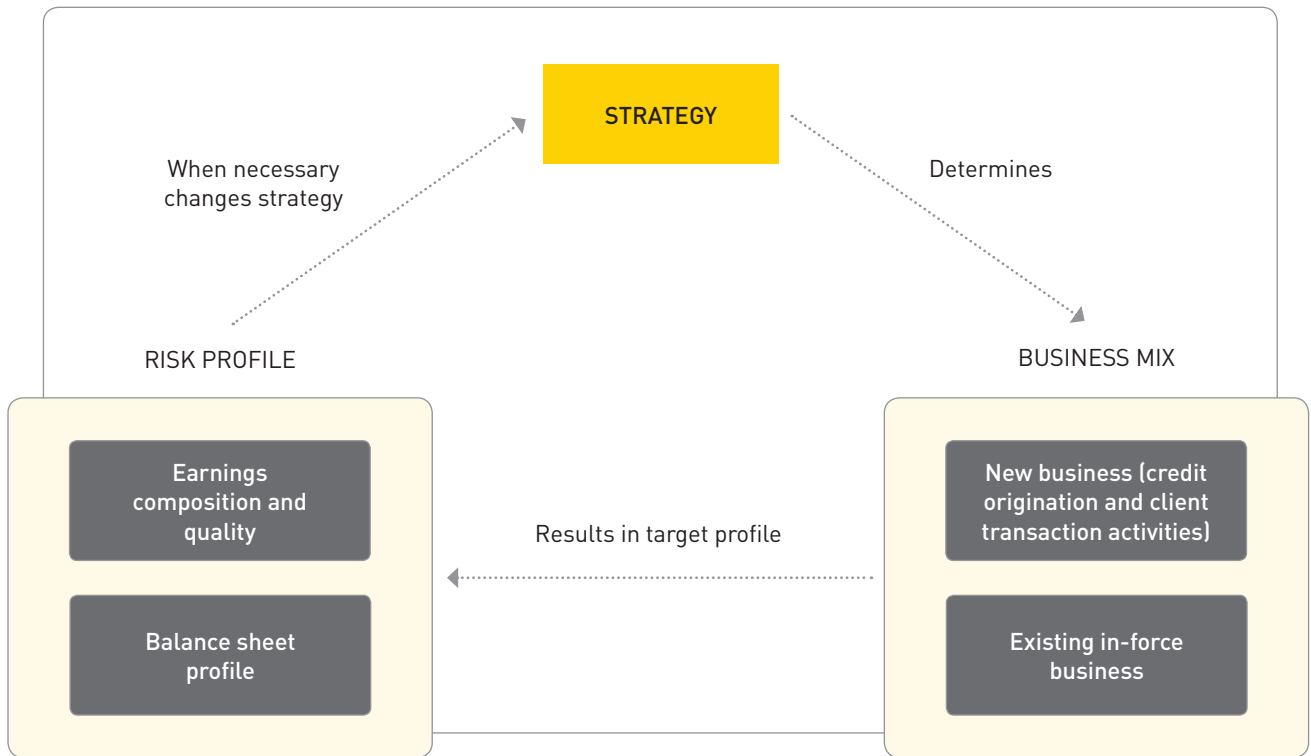 STRATEGY
When necessary
changes strategy
Determines
RISK PROFILE
BUSINESS MIX
Earnings
composition and
quality
Balance sheet
profile
Results in target profile
New business (credit
origination and client
transaction activities)
Existing in-force
business